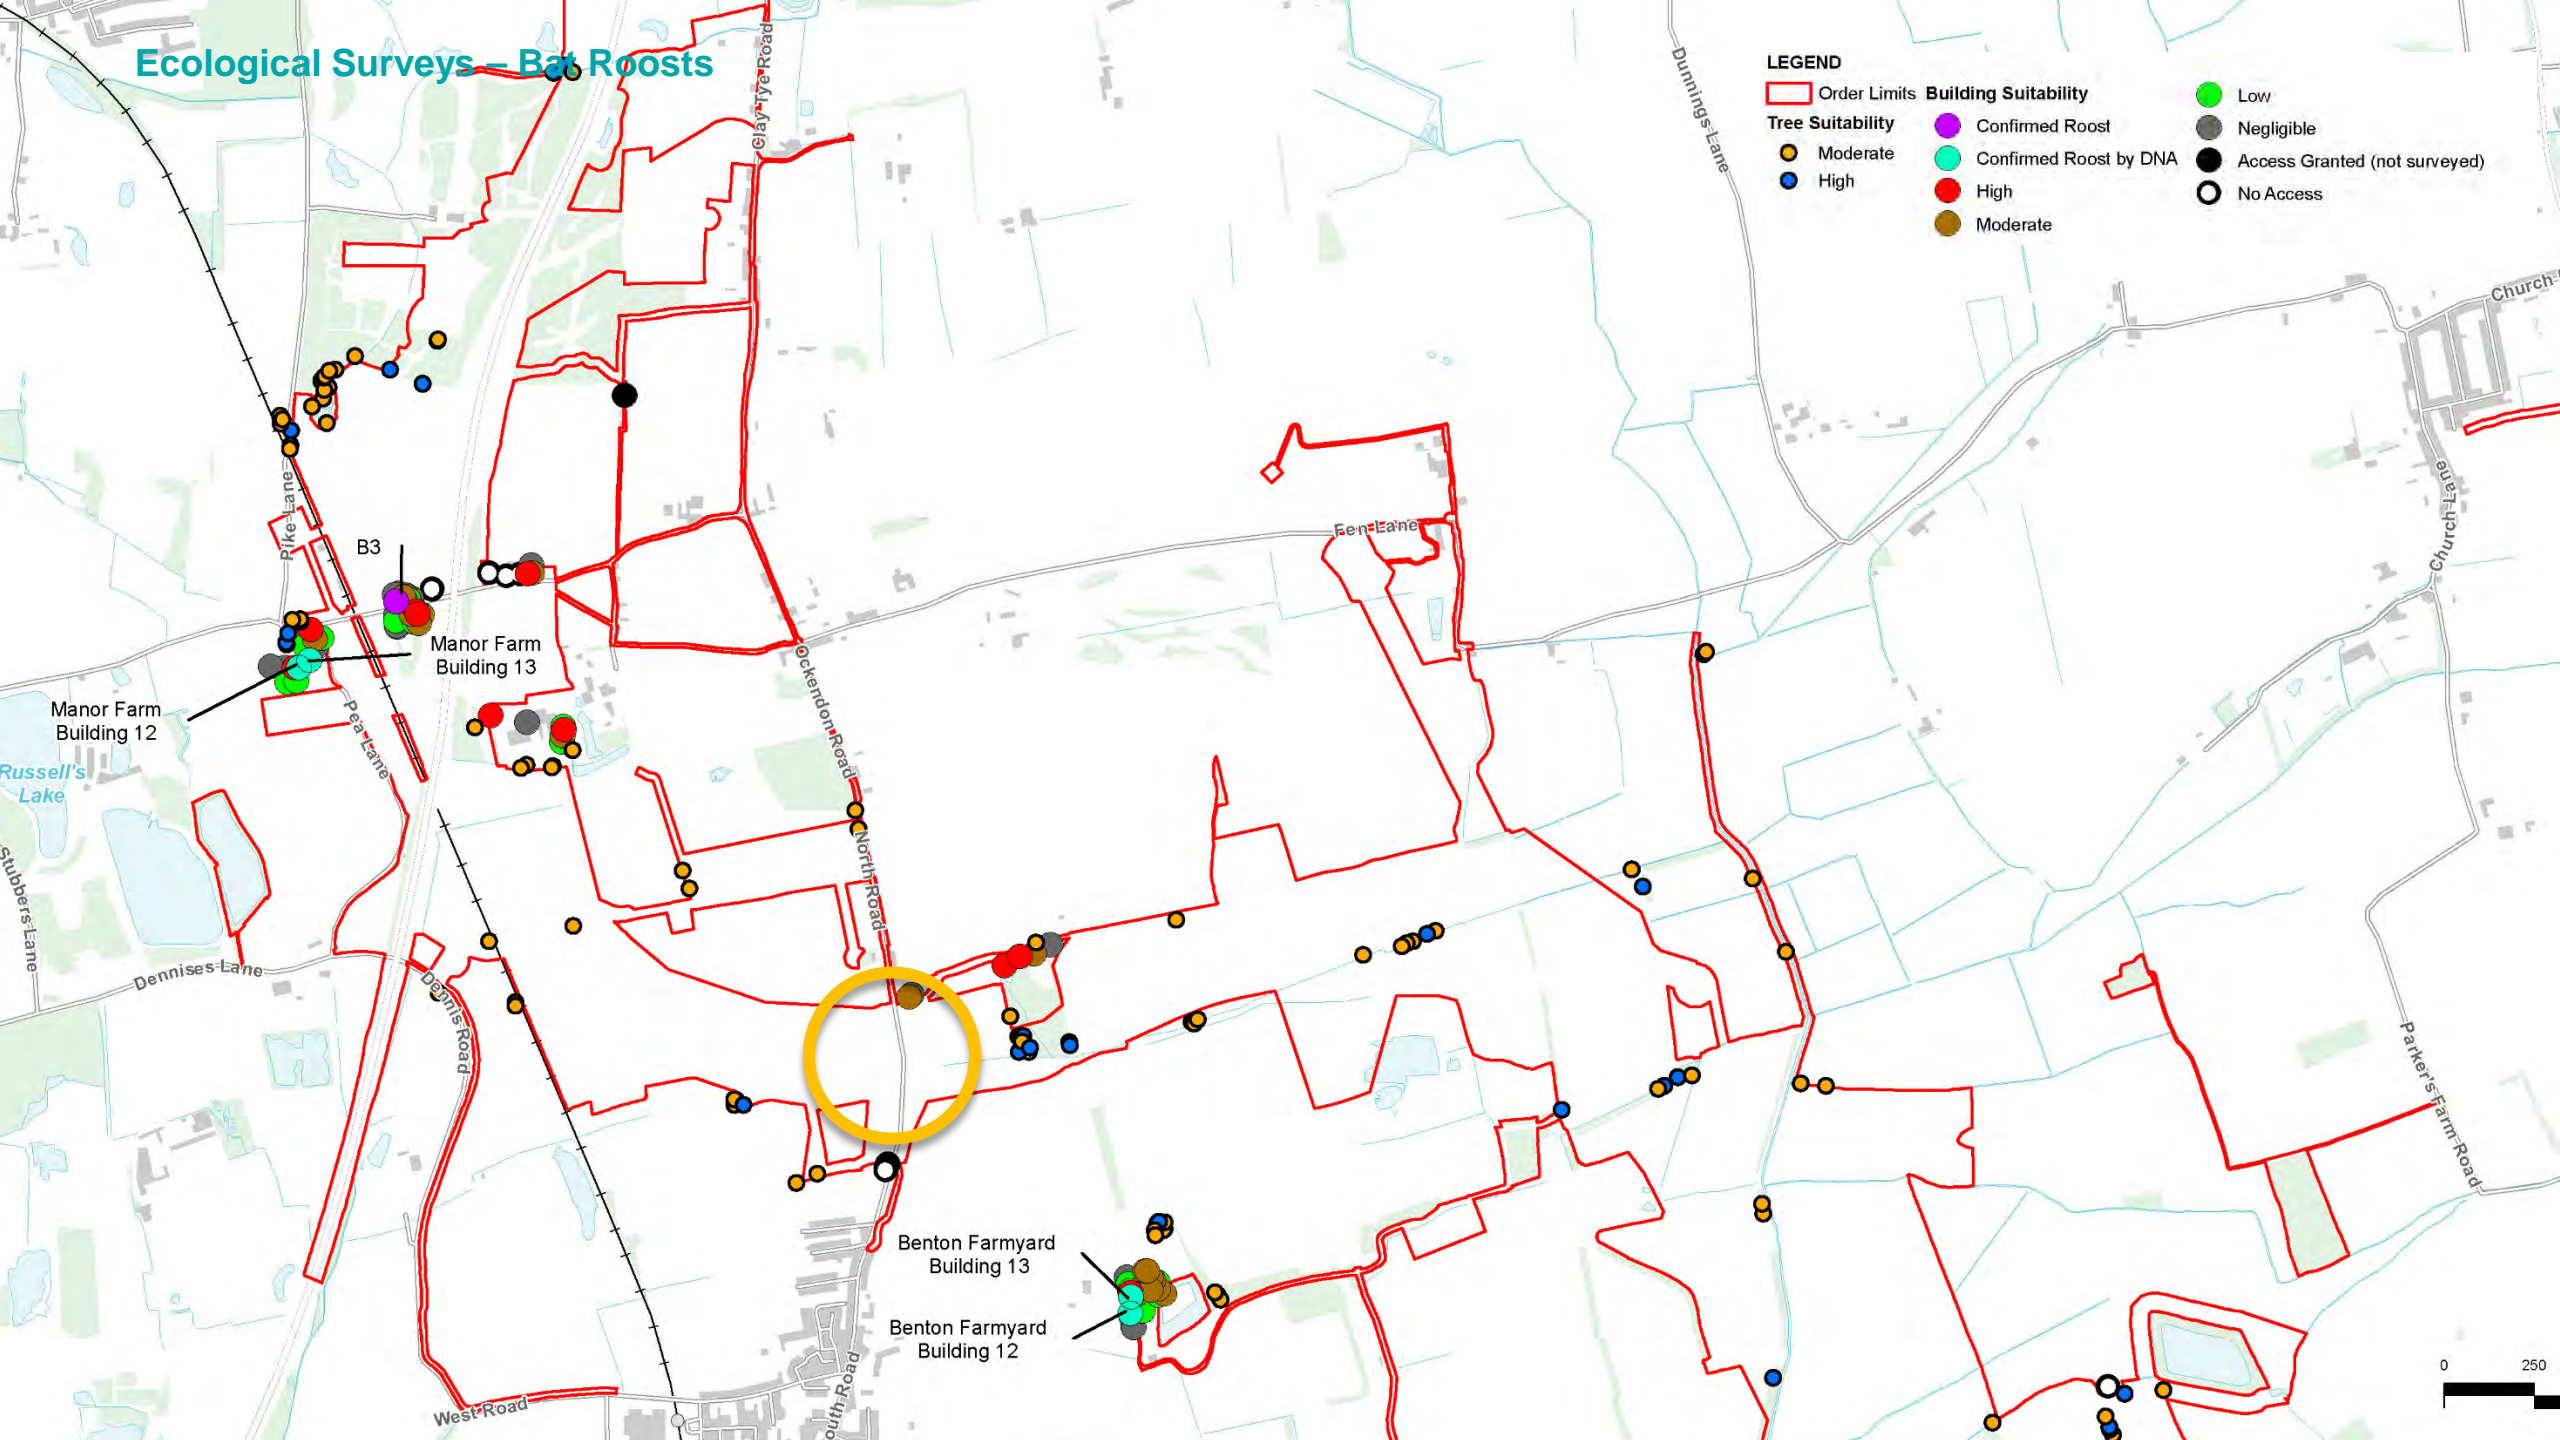 Ecological Surveys – Bat Roosts
Clay Tye Road
Dunnings Lane
LEGEND
Order Limits
Tree Suitability
Moderate
High
Building Suitability
Confirmed Roost
Confirmed Roost by DNA
High
Moderate
Low
Negligible
Access Granted (not surveyed)
No Access
Church
Church Lane
Pike Lane
Fen Lane
B3
Manor Farm
Building 13
Manor Farm
Building 12
Pea Lane
Ockendon Road
Russell's
Lake
Stubbers Lane
North Road
Dennises Lane
Dennis Road
Parker's Farm Road
Benton Farmyard
Building 13
Benton Farmyard
Building 12
West Road
outh Road
0 250